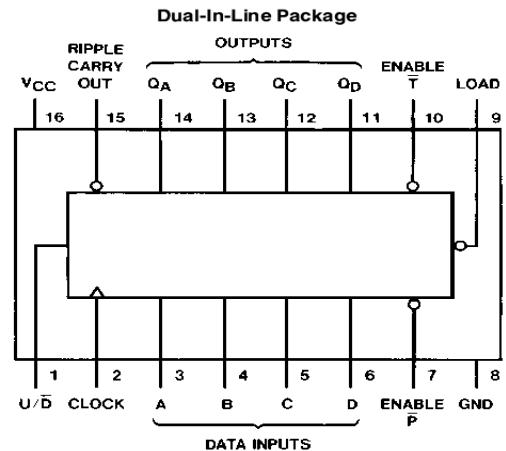 Dual-In-Line Package
OUTPUTS
RIPPLE
CARRY
OUT
ENABLE
T̅
VCC
QA
QB
QC
QD
LOAD
16 15 14 13 12 11 10 9
1 2 3 4 5 6 7 8
U/D̅ CLOCK A B C D ENABLE GND
P̅
DATA INPUTS